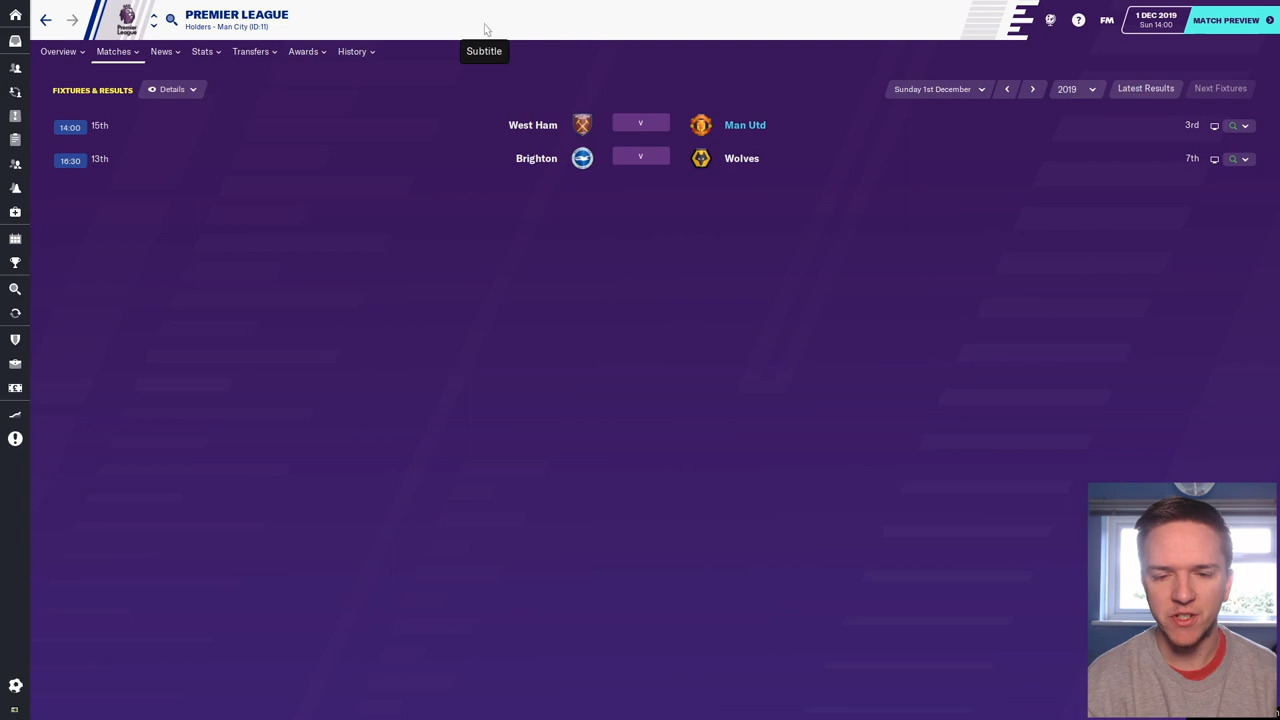 PREMIER LEAGUE
Holders - Man City (ID:11)
Premier League
FM
1 DEC 2019
Sun 14:00
MATCH PREVIEW
Overview
Matches
News
Stats
Transfers
Awards
History
Subtitle
FIXTURES & RESULTS
Details
Sunday 1st December
2019
Latest Results
Next Fixtures
14:00 15th West Ham v Man Utd 3rd
16:30 13th Brighton v Wolves 7th